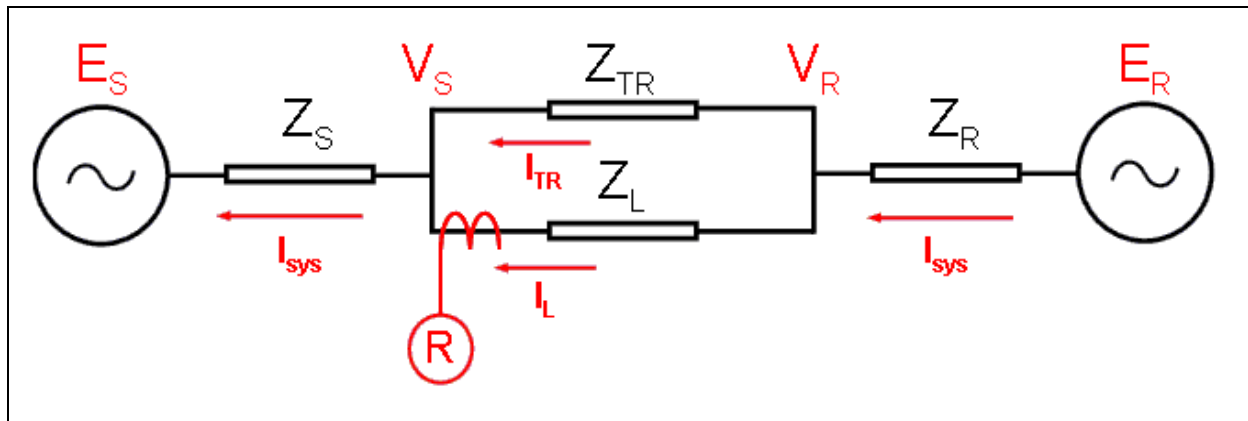 E_S V_S Z_TR V_R E_R
Z_S Z_R
I_TR
Z_L
I_sys I_L I_sys
R